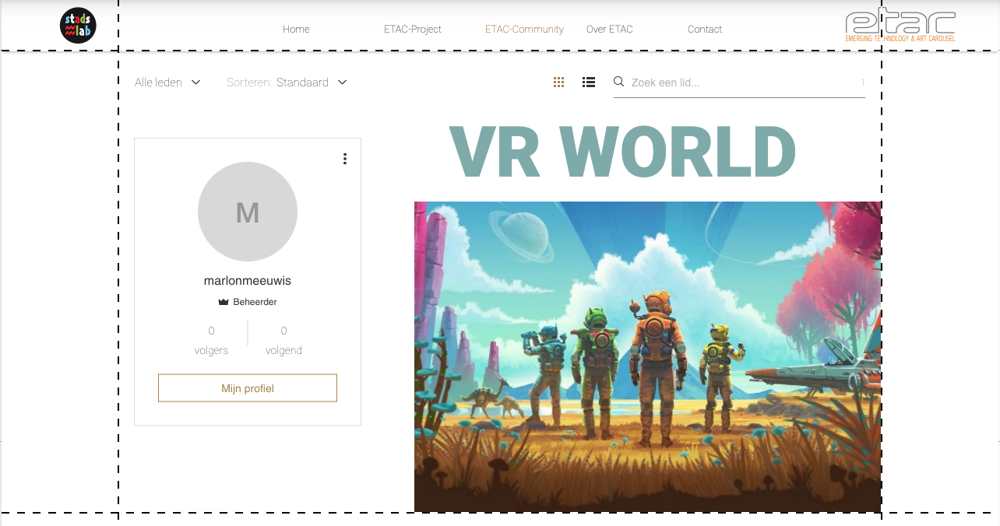 stads
lab
Home
ETAC-Project
ETAC-Community
Over ETAC
Contact
etac
EMERGING TECHNOLOGY & ART CAROUSEL
Alle leden
Sorteren: Standaard
Zoek een lid...
1
VR WORLD
M
marlonmeeuwis
Beheerder
0
volgers
0
volgend
Mijn profiel